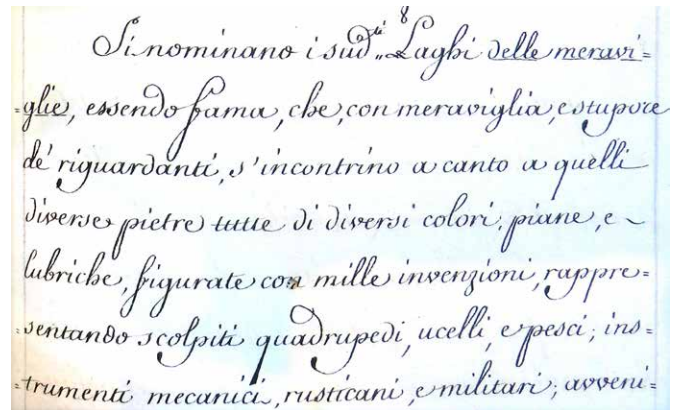 Si nominano i sud.ti 8 Laghi delle meravi=
=glie, essendo fama, che, con meraviglia, e stupore
de' riguardanti, s'incontrino a canto a quelli
diverse pietre tutte di diversi colori, piane, e
lubriche, figurate con mille invenzioni, rappre=
=sentando scolpiti quadrupedi, ucelli, e pesci; ins=
=trumenti mecanici, rusticani, e militari; avveni=